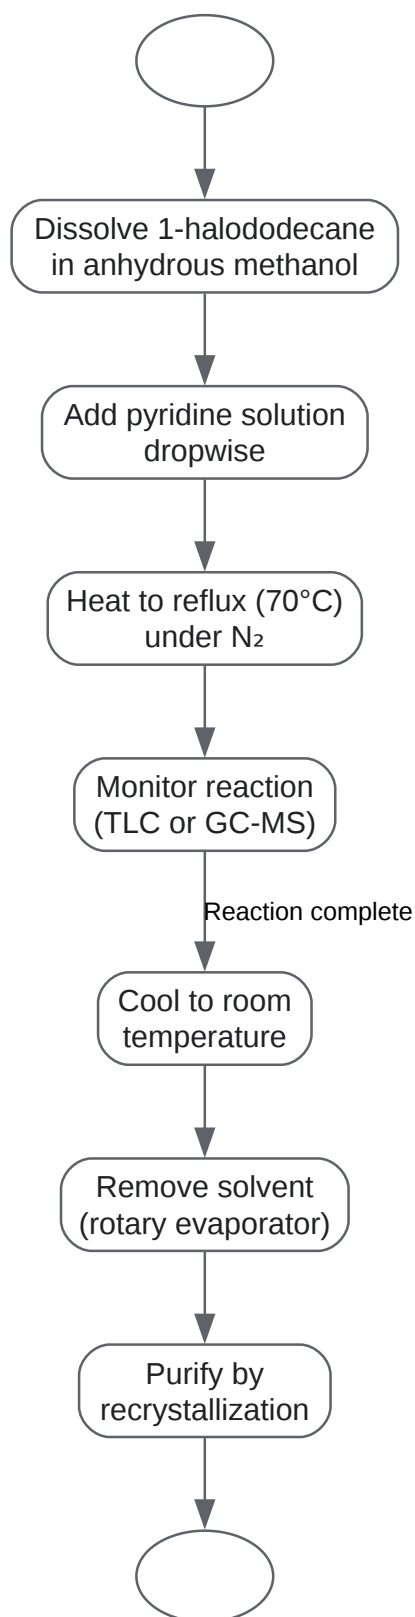 Dissolve 1-halododecane
in anhydrous methanol
Add pyridine solution
dropwise
Heat to reflux (70°C)
under N₂
Monitor reaction
(TLC or GC-MS)
Reaction complete
Cool to room
temperature
Remove solvent
(rotary evaporator)
Purify by
recrystallization